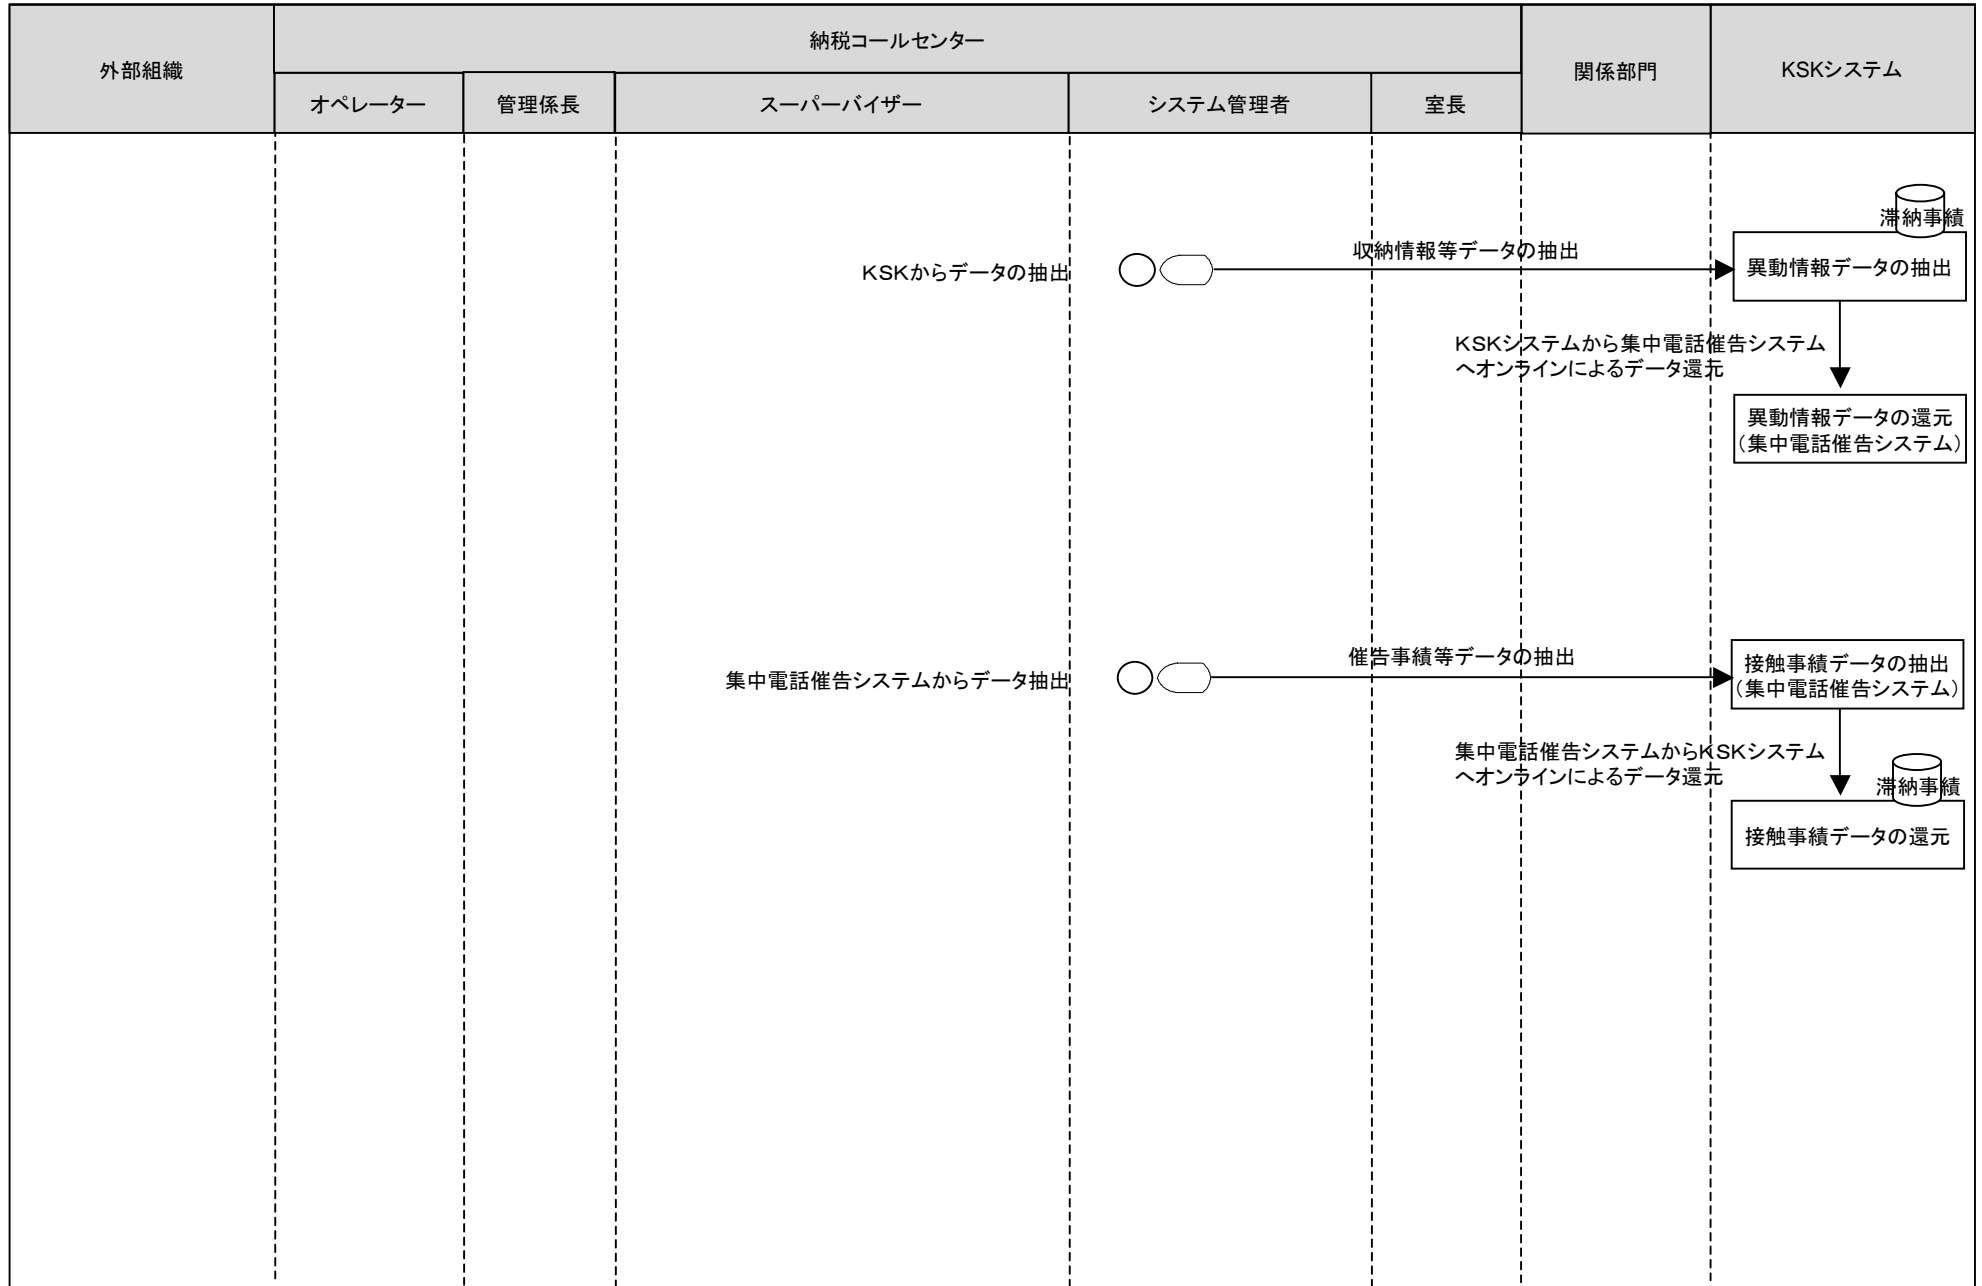 外部組織
納税コールセンター
関係部門
KSKシステム
オペレーター
管理係長
スーパーバイザー
システム管理者
室長
滞納事績
KSKからデータの抽出
収納情報等データの抽出
異動情報データの抽出
KSKシステムから集中電話催告システム
へオンラインによるデータ還元
異動情報データの還元
(集中電話催告システム)
集中電話催告システムからデータ抽出
催告事績等データの抽出
接触事績データの抽出
(集中電話催告システム)
集中電話催告システムからKSKシステム
へオンラインによるデータ還元
滞納事績
接触事績データの還元